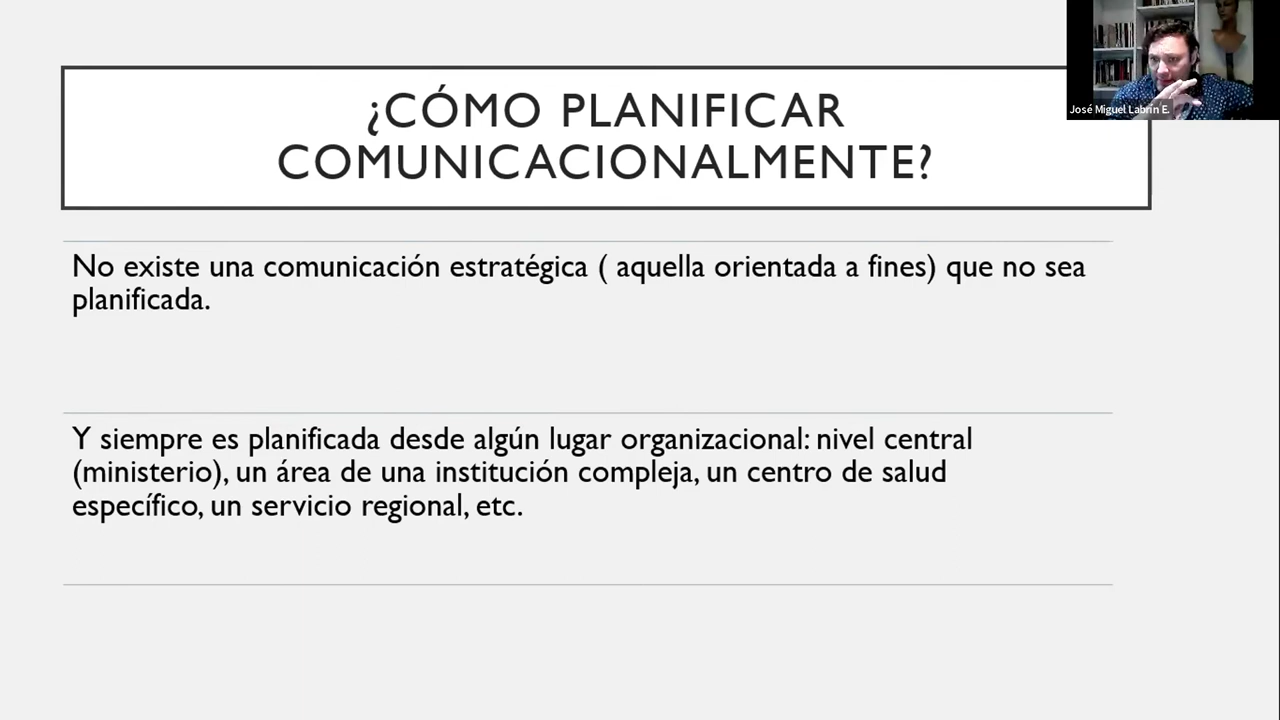 ¿CÓMO PLANIFICAR
COMUNICACIONALMENTE?
José Miguel Labrín E.
No existe una comunicación estratégica ( aquella orientada a fines) que no sea
planificada.
Y siempre es planificada desde algún lugar organizacional: nivel central
(ministerio), un área de una institución compleja, un centro de salud
específico, un servicio regional, etc.